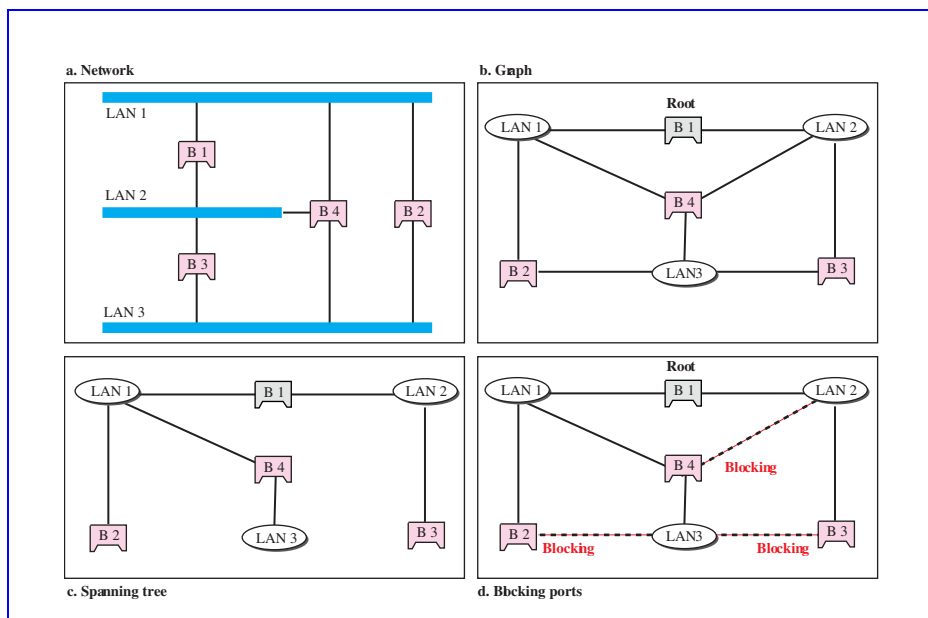 a. Network
LAN 1
B 1
LAN 2
B 4
B 2
B 3
LAN 3
b. Graph
Root
LAN 1
B 1
LAN 2
B 4
B 2
LAN3
B 3
LAN 1
B 1
LAN 2
B 4
B 2
LAN 3
B 3
c. Spanning tree
Root
LAN 1
B 1
LAN 2
B 4
Blocking
B 2
Blocking
LAN3
Blocking
B 3
d. Blocking ports